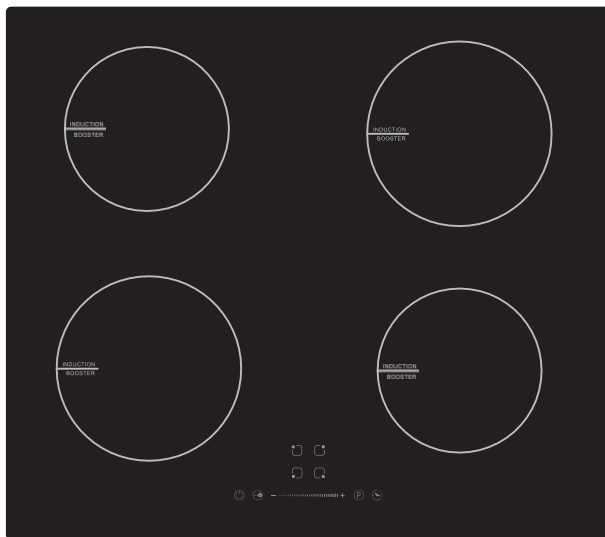 INDUCTION
BOOSTER
INDUCTION
BOOSTER
INDUCTION
BOOSTER
INDUCTION
BOOSTER
− +
P